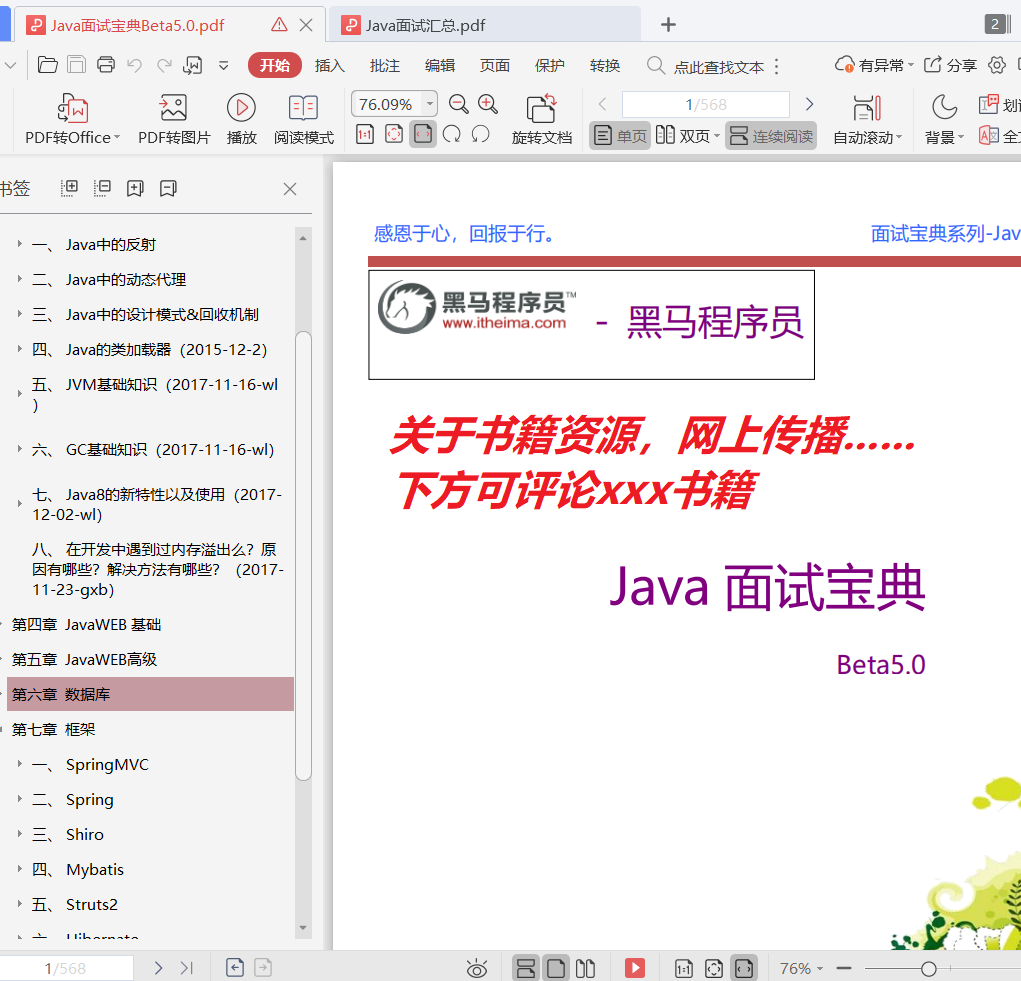 Java面试宝典Beta5.0.pdf
Java面试汇总.pdf
2
开始 插入 批注 编辑 页面 保护 转换 点此查找文本 有异常 分享
PDF转Office PDF转图片 播放 阅读模式
76.09%
1:1
旋转文档
1/568
单页 双页 连续阅读
自动滚动 背景
书签
一、 Java中的反射
二、 Java中的动态代理
三、 Java中的设计模式&回收机制
四、 Java的类加载器（2015-12-2）
五、 JVM基础知识（2017-11-16-wl
）
六、 GC基础知识（2017-11-16-wl）
七、 Java8的新特性以及使用（2017-
12-02-wl）
八、 在开发中遇到过内存溢出么？原
因有哪些？解决方法有哪些？（2017-
11-23-gxb）
第四章 JavaWEB 基础
第五章 JavaWEB高级
第六章 数据库
第七章 框架
一、 SpringMVC
二、 Spring
三、 Shiro
四、 Mybatis
五、 Struts2
六、 Hibernate
感恩于心，回报于行。
面试宝典系列-Jav
黑马程序员™
www.itheima.com
- 黑马程序员
关于书籍资源，网上传播......
下方可评论xxx书籍
Java 面试宝典
Beta5.0
1/568
1:1
76%